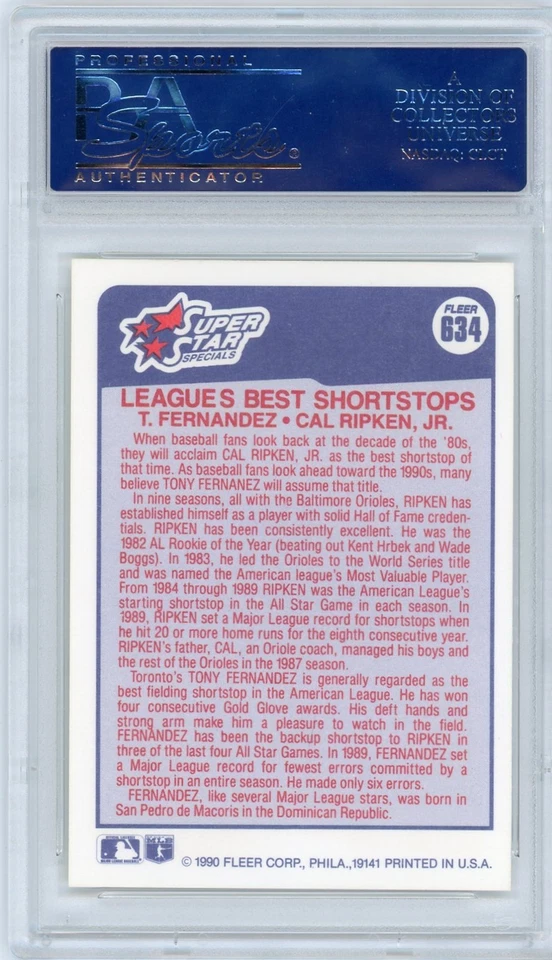 PROFESSIONAL
PSA
Sports®
AUTHENTICATOR
A
DIVISION OF
COLLECTORS
UNIVERSE
NASDAQ: CLCT
SUPER
STAR
SPECIALS
FLEER
634
LEAGUES BEST SHORTSTOPS
T. FERNANDEZ • CAL RIPKEN, JR.
When baseball fans look back at the decade of the '80s,
they will acclaim CAL RIPKEN, JR. as the best shortstop of
that time. As baseball fans look ahead toward the 1990s, many
believe TONY FERNANEZ will assume that title.
In nine seasons, all with the Baltimore Orioles, RIPKEN has
established himself as a player with solid Hall of Fame creden-
tials. RIPKEN has been consistently excellent. He was the
1982 AL Rookie of the Year (beating out Kent Hrbek and Wade
Boggs). In 1983, he led the Orioles to the World Series title
and was named the American league's Most Valuable Player.
From 1984 through 1989 RIPKEN was the American League's
starting shortstop in the All Star Game in each season. In
1989, RIPKEN set a Major League record for shortstops when
he hit 20 or more home runs for the eighth consecutive year.
RIPKEN's father, CAL, an Oriole coach, managed his boys and
the rest of the Orioles in the 1987 season.
Toronto's TONY FERNANDEZ is generally regarded as the
best fielding shortstop in the American League. He has won
four consecutive Gold Glove awards. His deft hands and
strong arm make him a pleasure to watch in the field.
FERNANDEZ has been the backup shortstop to RIPKEN in
three of the last four All Star Games. In 1989, FERNANDEZ set
a Major League record for fewest errors committed by a
shortstop in an entire season. He made only six errors.
FERNANDEZ, like several Major League stars, was born in
San Pedro de Macoris in the Dominican Republic.
© 1990 FLEER CORP., PHILA.,19141 PRINTED IN U.S.A.